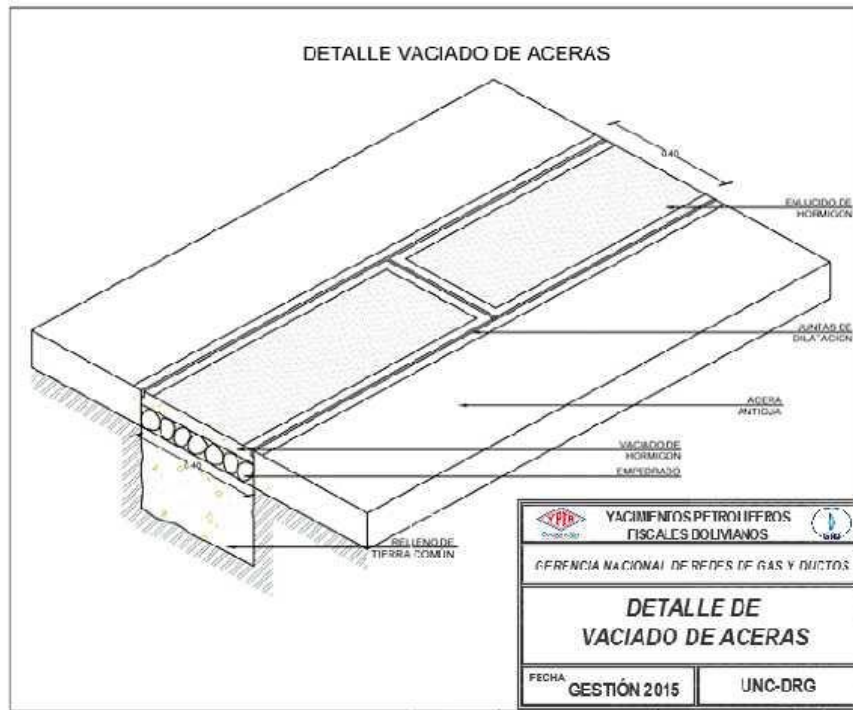 DETALLE VACIADO DE ACERAS
0.40
ENLUCIDO DE
HORMIGON
JUNTAS DE
DILATACION
ACERA
ANTIGUA
VACIADO DE
HORMIGON
EMPEDRADO
0.40
RELLENO DE
TIERRA COMÚN
YPFB
YACIMIENTOS PETROLIFEROS
FISCALES BOLIVIANOS
GERENCIA NACIONAL DE REDES DE GAS Y DUCTOS
DETALLE DE
VACIADO DE ACERAS
FECHA GESTIÓN 2015
UNC-DRG